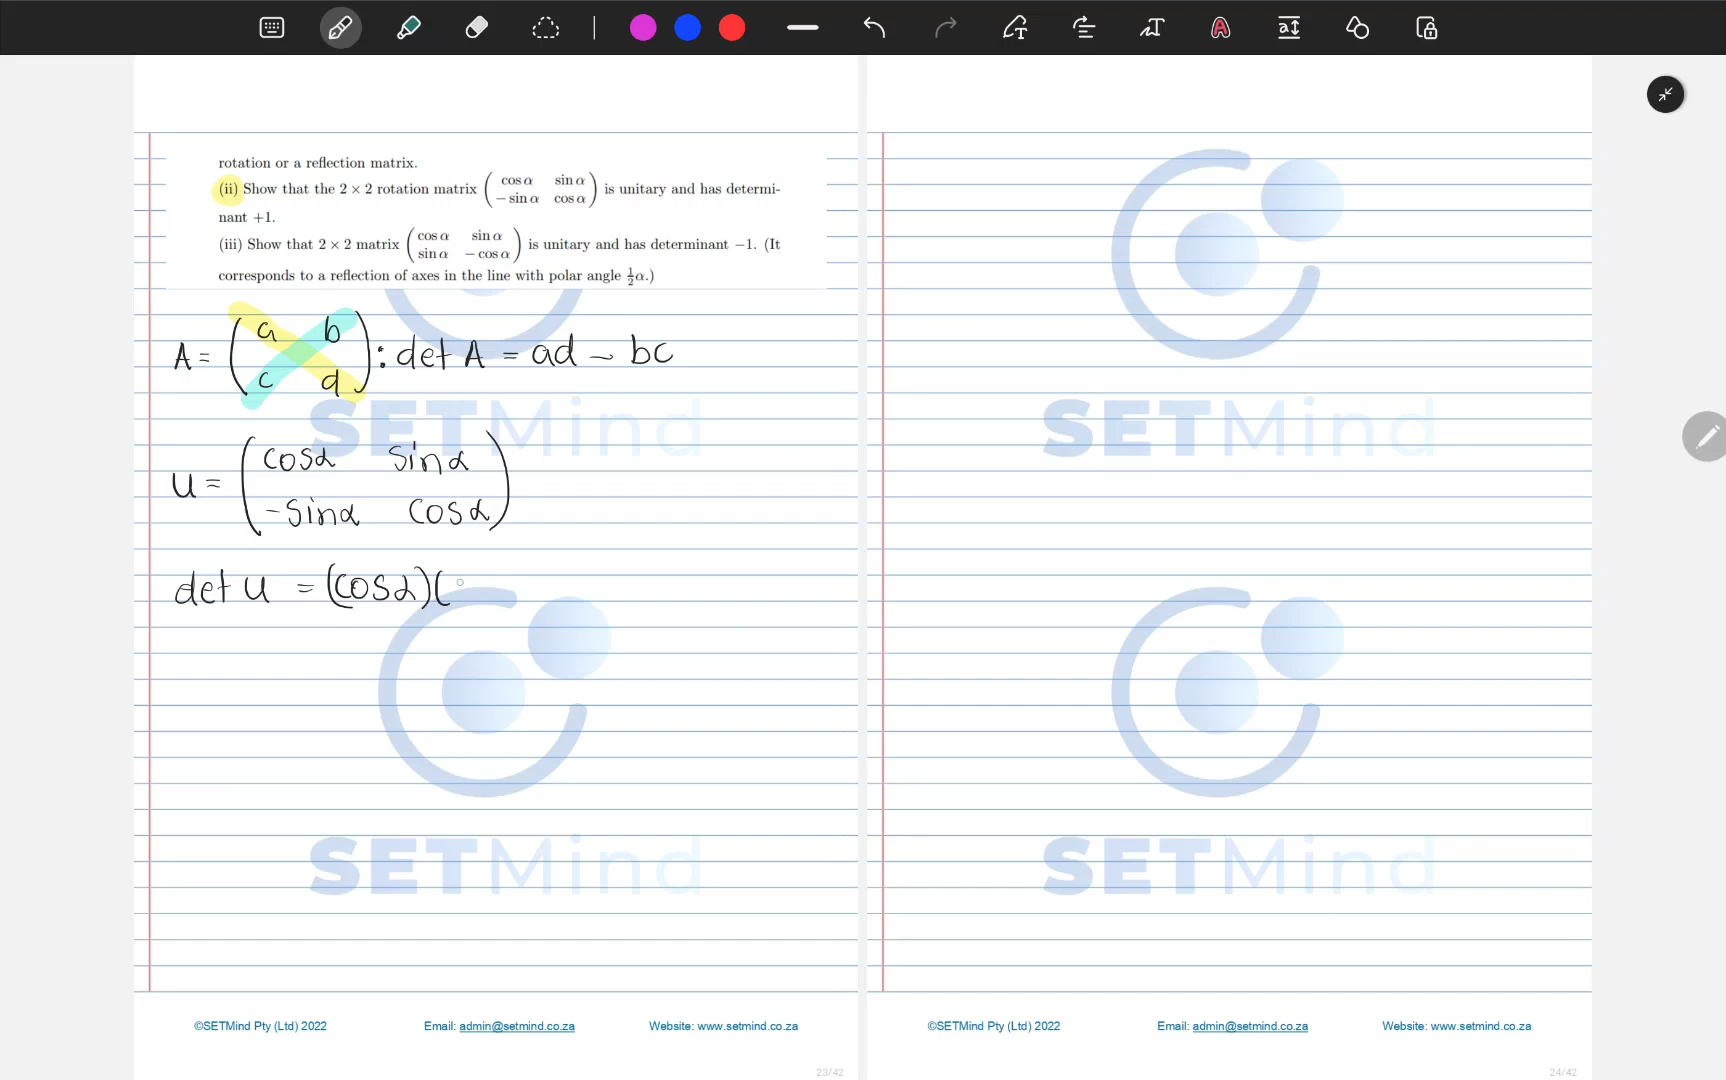 rotation or a reflection matrix.
(ii) Show that the 2 × 2 rotation matrix ( cos α sin α
− sin α cos α ) is unitary and has determi-
nant +1.
(iii) Show that 2 × 2 matrix ( cos α sin α
sin α − cos α ) is unitary and has determinant −1. (It
corresponds to a reflection of axes in the line with polar angle ½α.)
A = ( a b
c d ) : det A = ad − bc
SETMind
U = ( cosα sinα
-sinα cosα )
det U = (cosα)(
SETMind
©SETMind Pty (Ltd) 2022 Email: admin@setmind.co.za Website: www.setmind.co.za
23/42
SETMind
SETMind
©SETMind Pty (Ltd) 2022 Email: admin@setmind.co.za Website: www.setmind.co.za
24/42